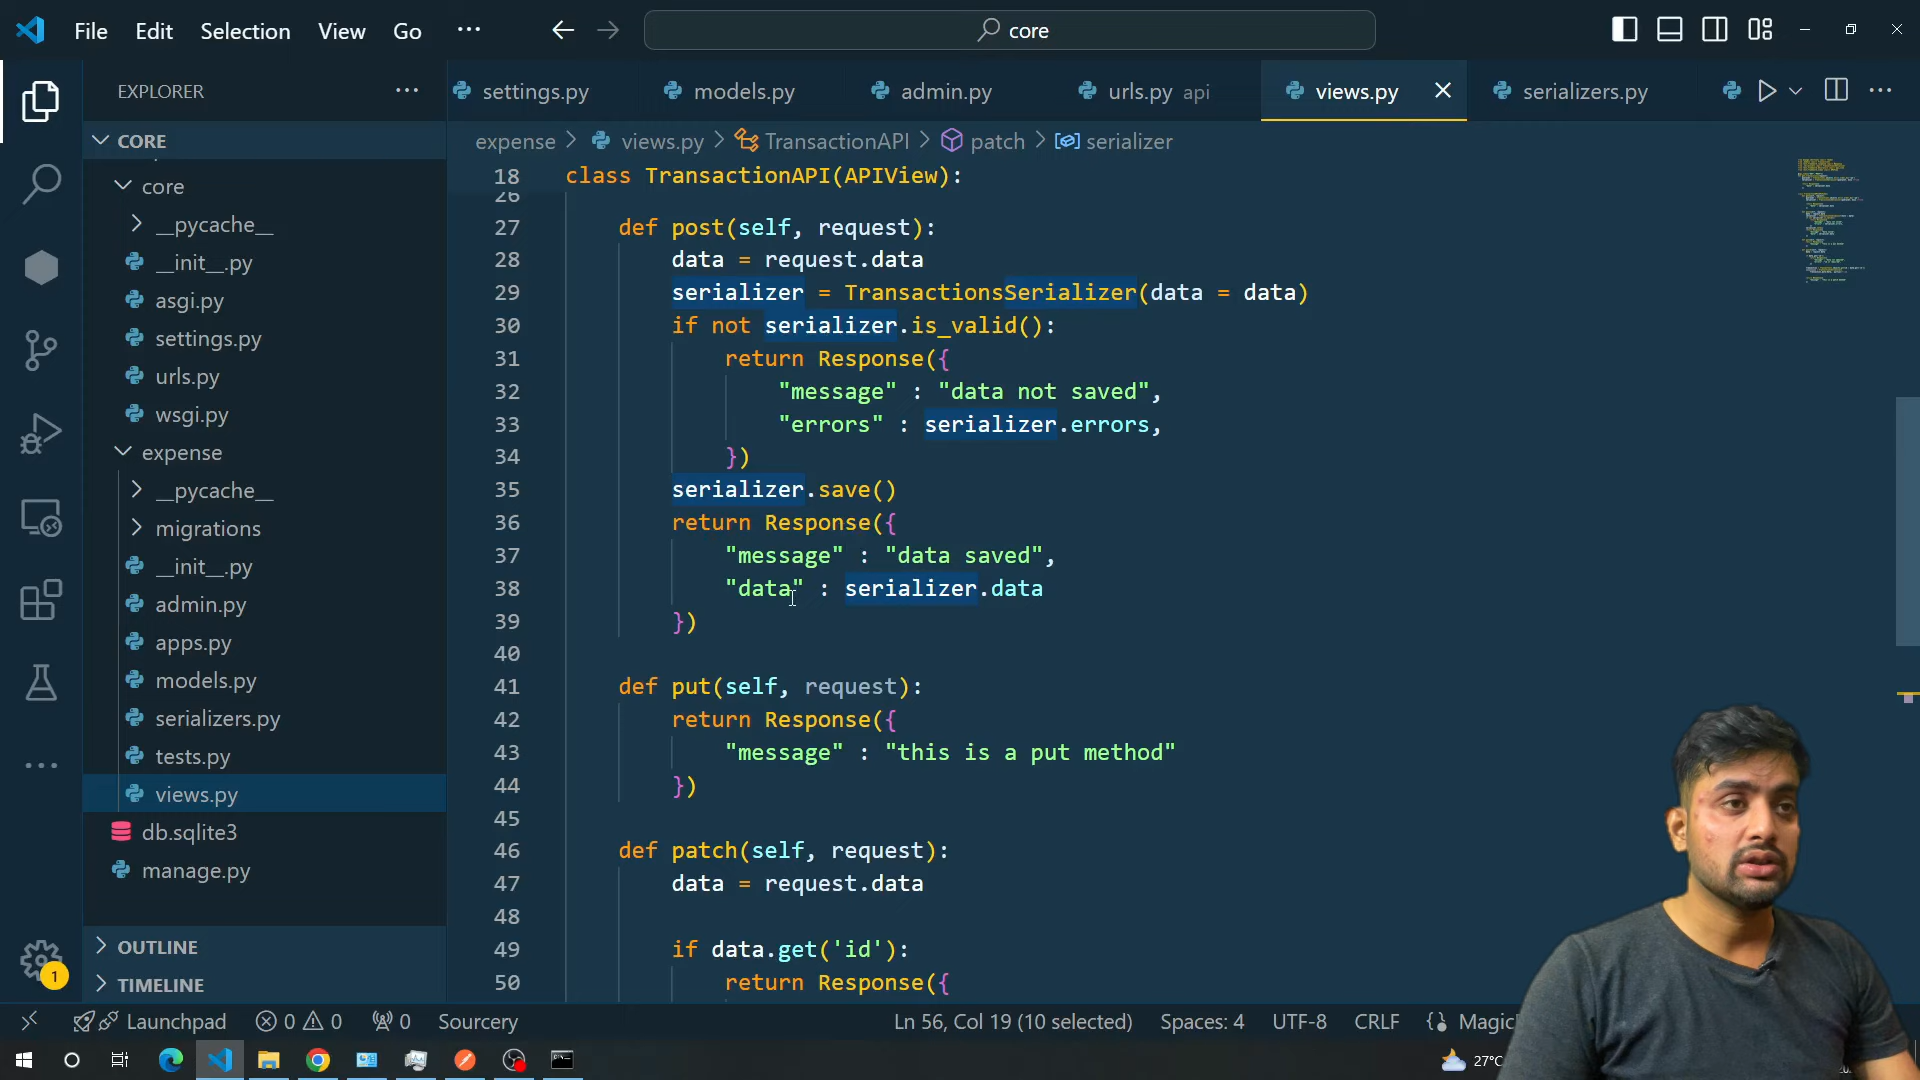 File Edit Selection View Go ···
core
EXPLORER ···
settings.py
models.py
admin.py
urls.py api
views.py
serializers.py
expense > views.py > TransactionAPI > patch > serializer
CORE
core
__pycache__
__init__.py
asgi.py
settings.py
urls.py
wsgi.py
expense
__pycache__
migrations
__init__.py
admin.py
apps.py
models.py
serializers.py
tests.py
views.py
db.sqlite3
manage.py
OUTLINE
TIMELINE
1
18 class TransactionAPI(APIView):
26
27 def post(self, request):
28 data = request.data
29 serializer = TransactionsSerializer(data = data)
30 if not serializer.is_valid():
31 return Response({
32 "message" : "data not saved",
33 "errors" : serializer.errors,
34 })
35 serializer.save()
36 return Response({
37 "message" : "data saved",
38 "data" : serializer.data
39 })
40
41 def put(self, request):
42 return Response({
43 "message" : "this is a put method"
44 })
45
46 def patch(self, request):
47 data = request.data
48
49 if data.get('id'):
50 return Response({
Launchpad 0 0 0 Sourcery Ln 56, Col 19 (10 selected) Spaces: 4 UTF-8 CRLF
27°C